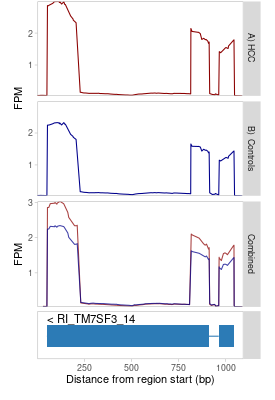 2
1
A) HCC
FPM
2
1
B) Controls
3
2
1
Combined
FPM
< RI_TM7SF3_14
250 500 750 1000
Distance from region start (bp)